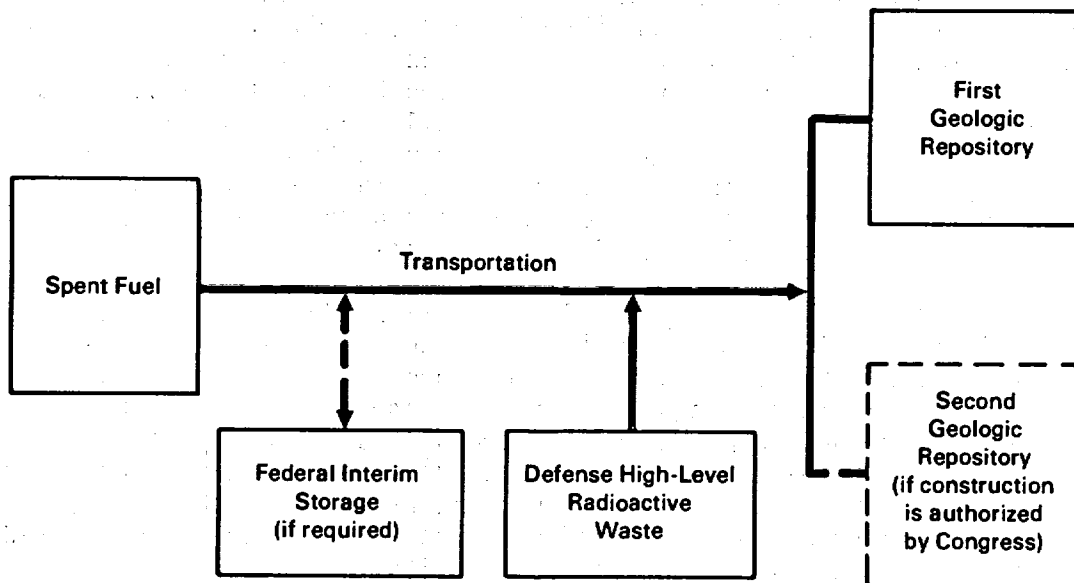 First
Geologic
Repository
Transportation
Spent Fuel
Federal Interim
Storage
(if required)
Defense High-Level
Radioactive
Waste
Second
Geologic
Repository
(if construction
is authorized
by Congress)